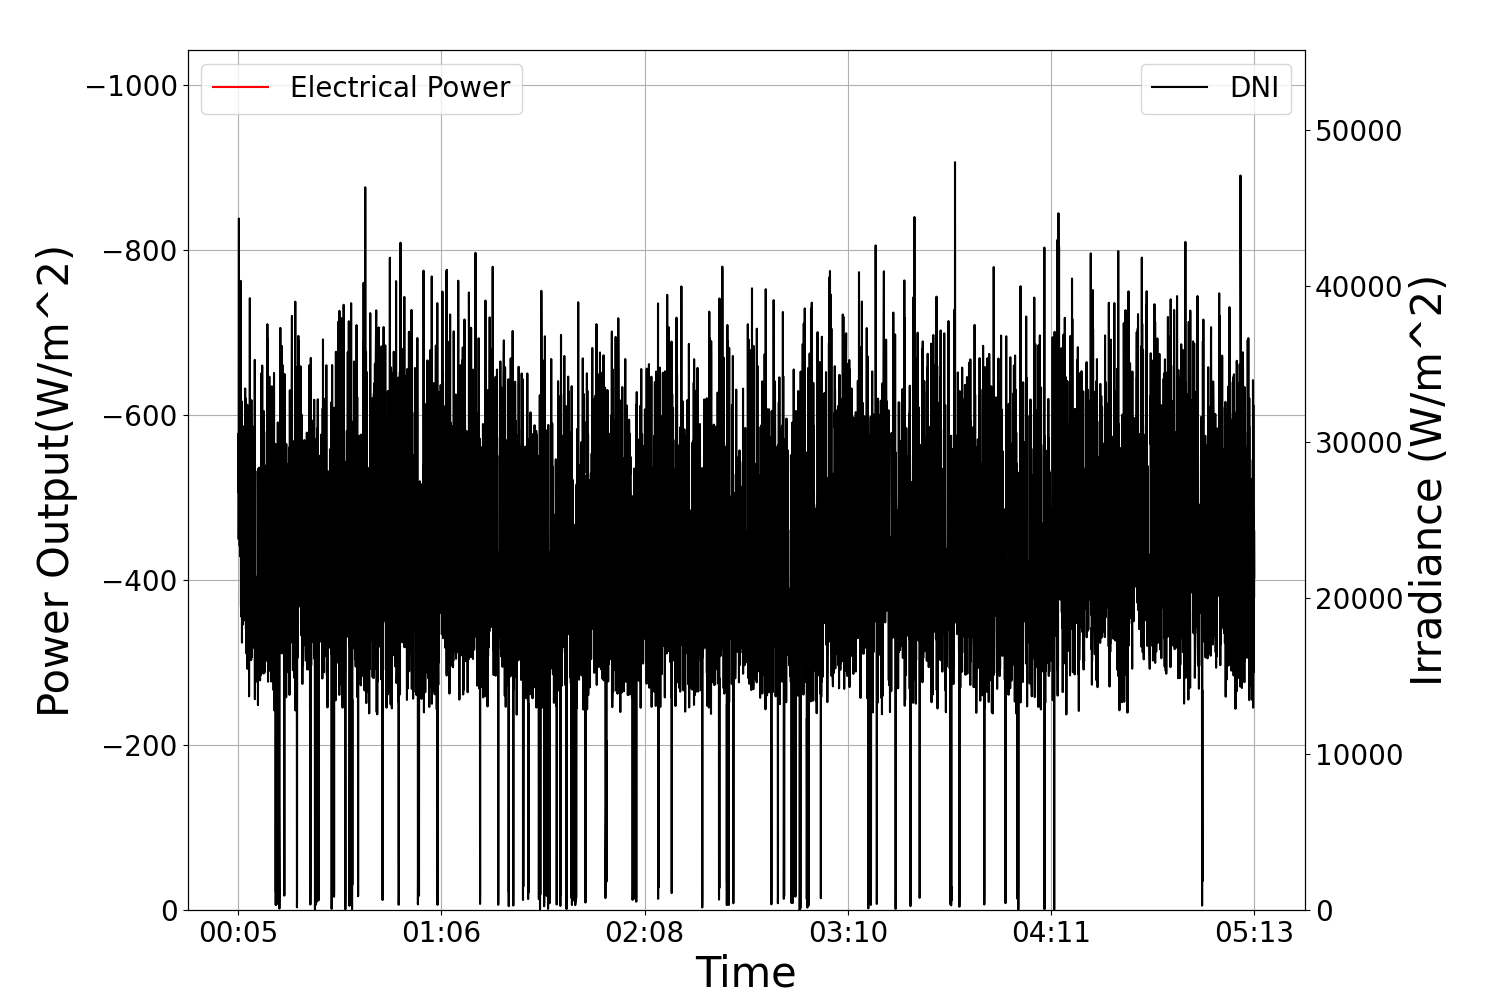 Electrical Power
DNI
−1000
−800
−600
−400
−200
0
Power Output(W/m^2)
50000
40000
30000
20000
10000
0
Irradiance (W/m^2)
00:05 01:06 02:08 03:10 04:11 05:13
Time